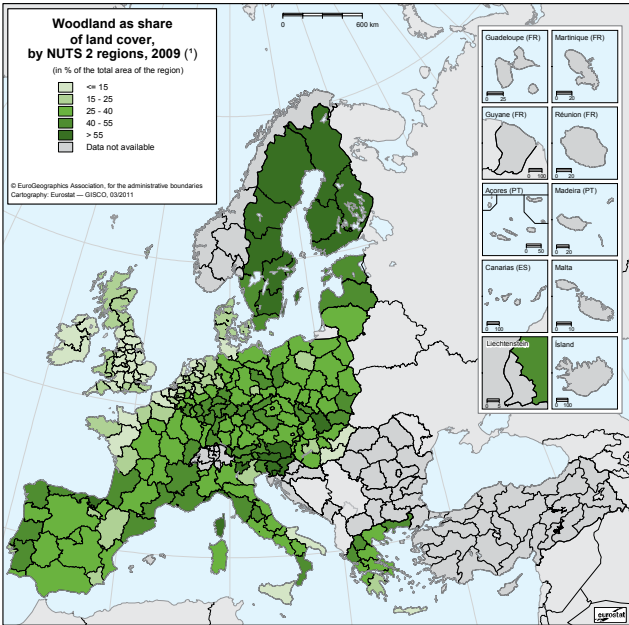 Woodland as share
of land cover,
by NUTS 2 regions, 2009 (¹)
(in % of the total area of the region)
<= 15
15 - 25
25 - 40
40 - 55
> 55
Data not available
© EuroGeographics Association, for the administrative boundaries
Cartography: Eurostat — GISCO, 03/2011
0 600 km
Guadeloupe (FR)
0 25
Martinique (FR)
0 20
Guyane (FR)
0 100
Réunion (FR)
0 20
Açores (PT)
0 50
Madeira (PT)
0 20
Canarias (ES)
0 100
Malta
0 10
Liechtenstein
Ísland
0 100
eurostat